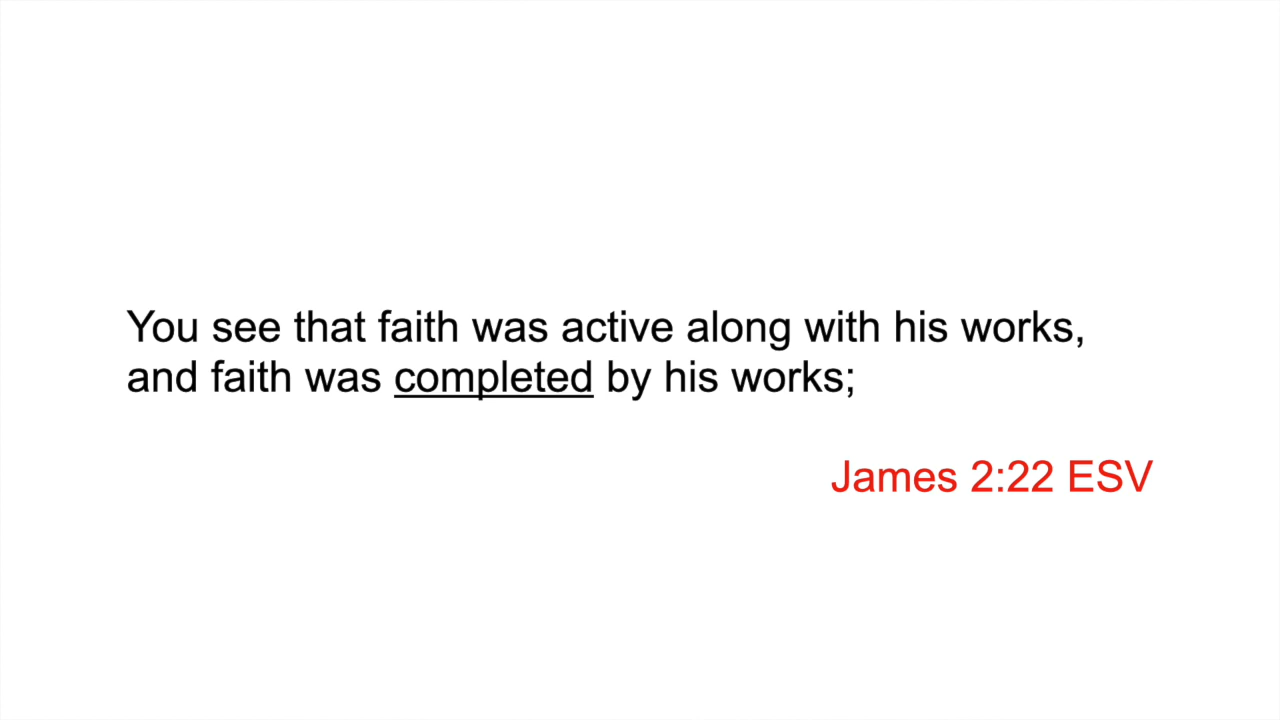 You see that faith was active along with his works,
and faith was completed by his works;
James 2:22 ESV